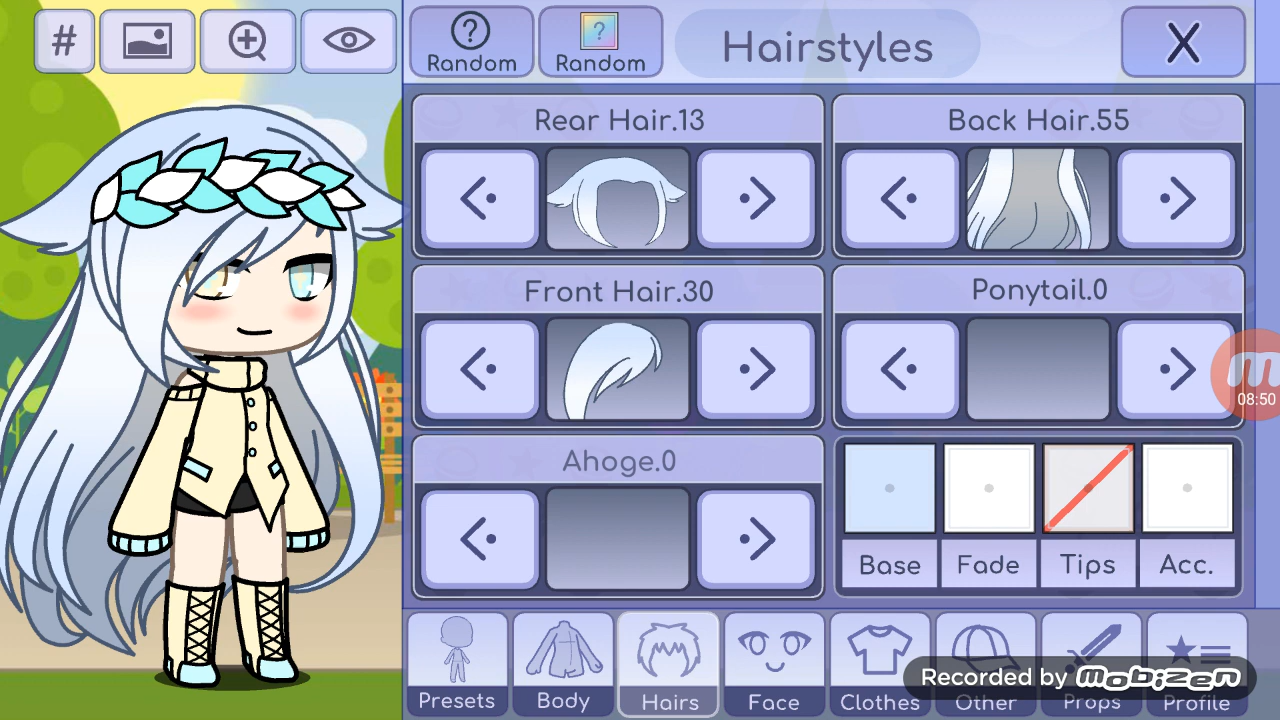 #
?
Random
?
Random
Hairstyles
X
Rear Hair.13
Back Hair.55
Front Hair.30
Ponytail.0
08:50
Ahoge.0
Base
Fade
Tips
Acc.
Presets
Body
Hairs
Face
Clothes
Other
Props
Profile
Recorded by Mobizen